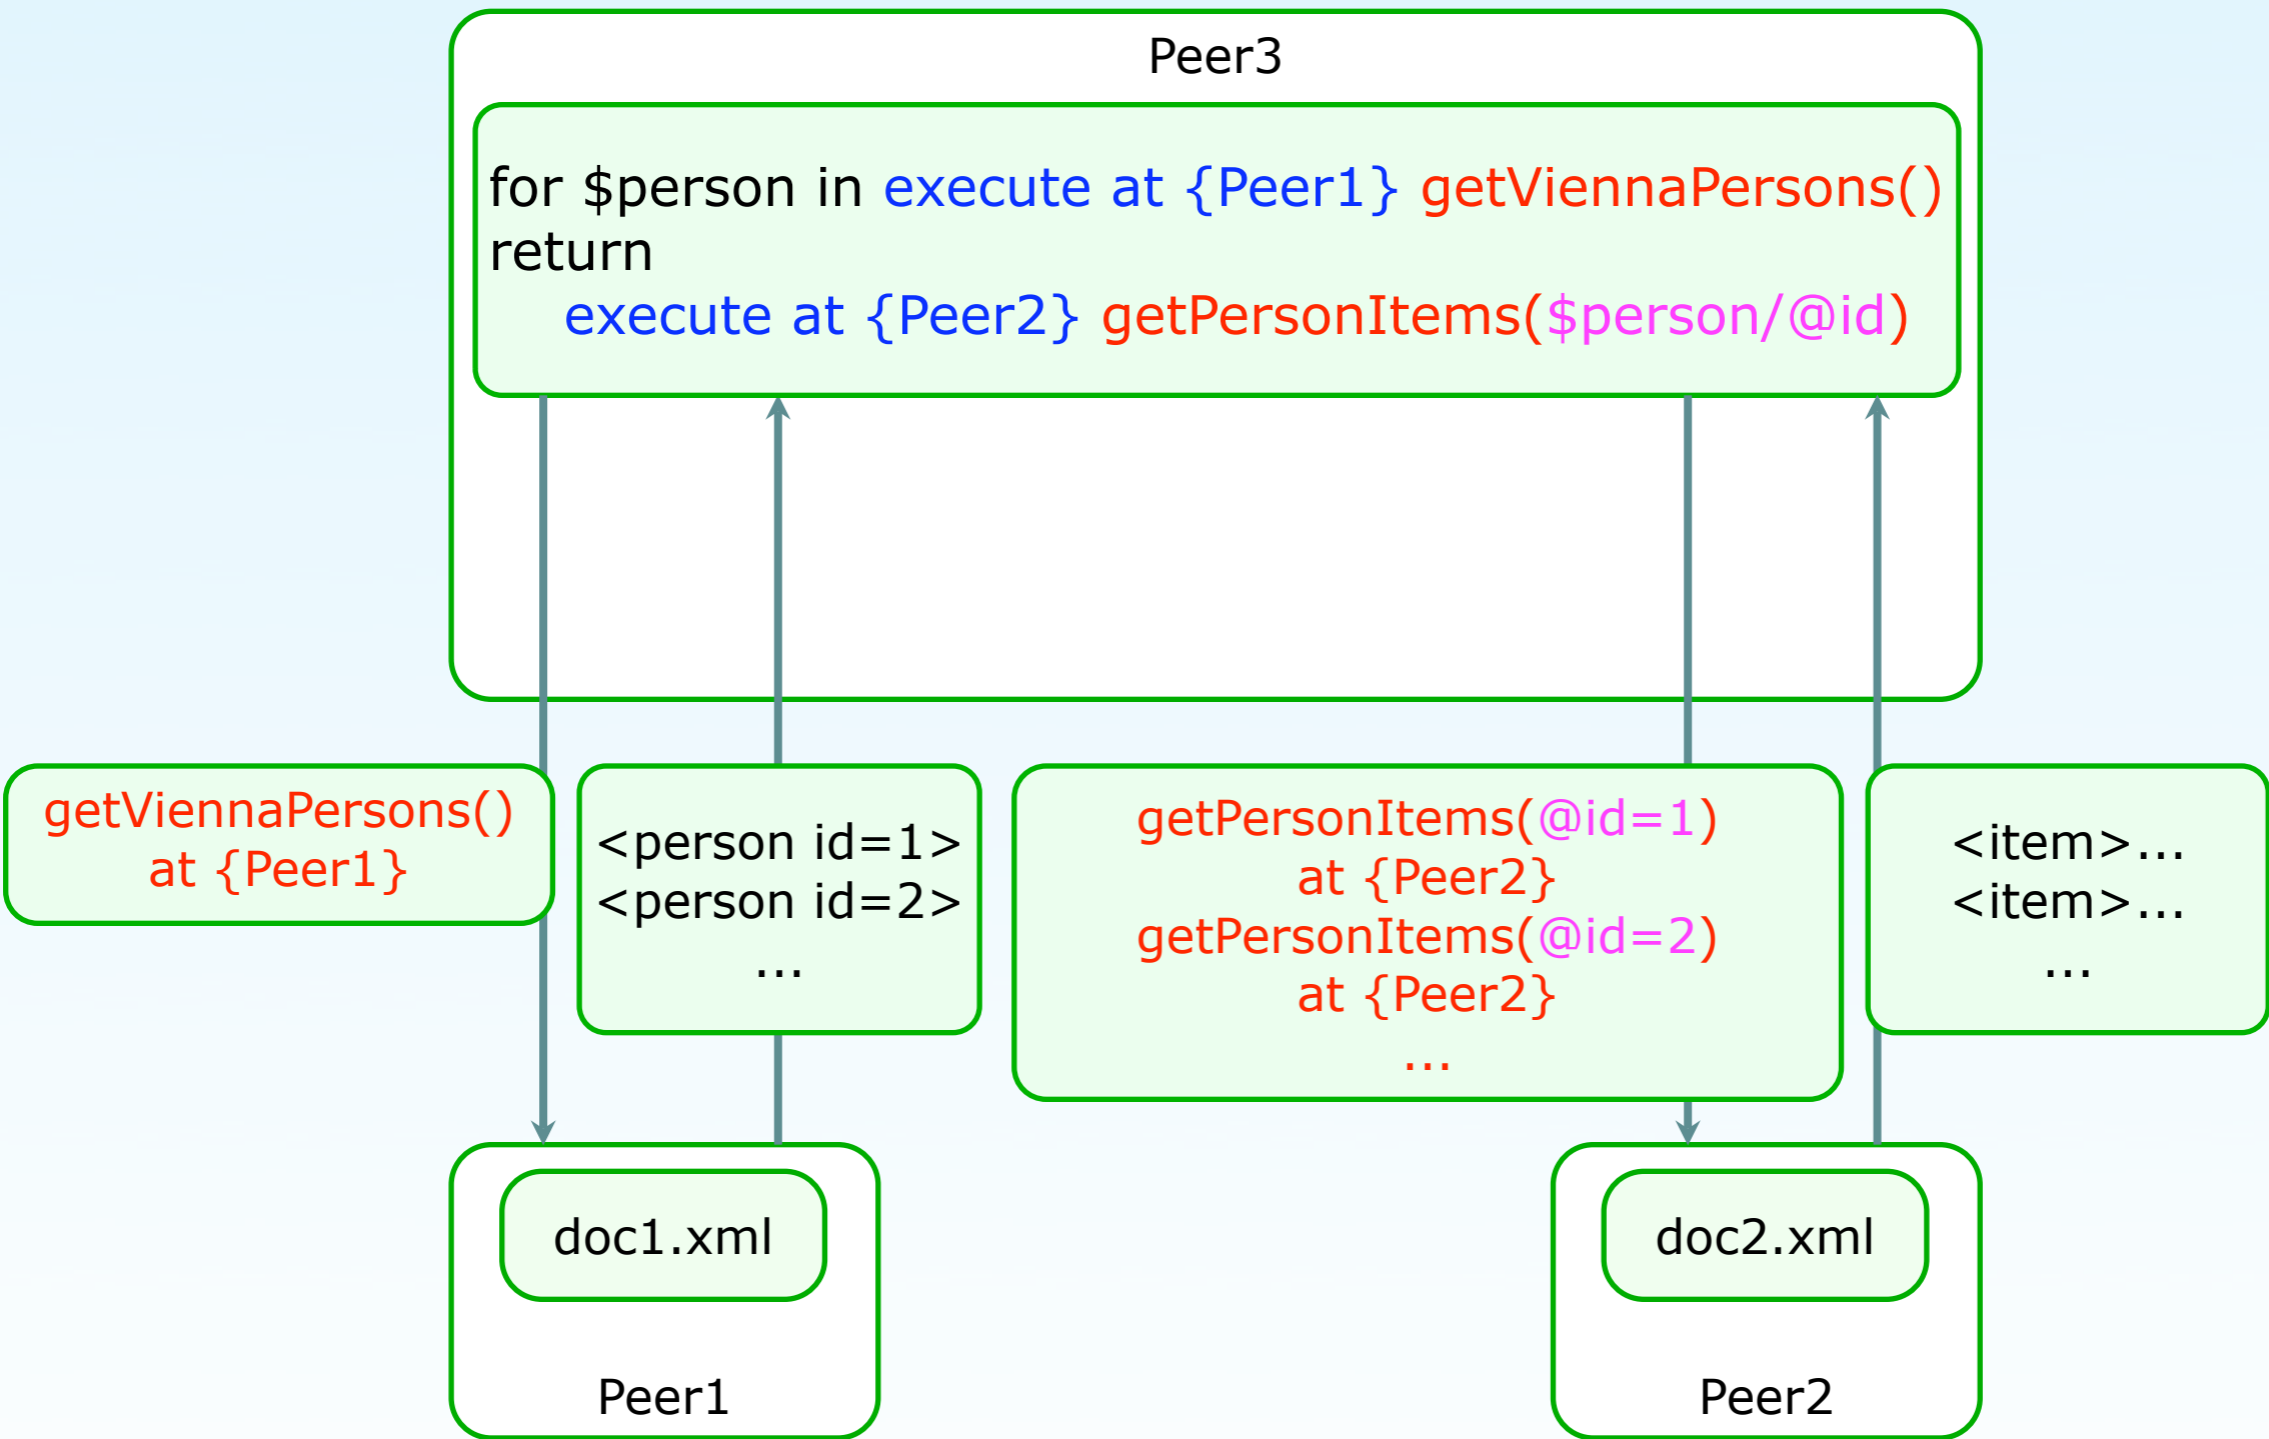 Peer3
for $person in execute at {Peer1} getViennaPersons()
return
execute at {Peer2} getPersonItems($person/@id)
getViennaPersons()
at {Peer1}
<person id=1>
<person id=2>
...
getPersonItems(@id=1)
at {Peer2}
getPersonItems(@id=2)
at {Peer2}
...
<item>...
<item>...
...
doc1.xml
Peer1
doc2.xml
Peer2